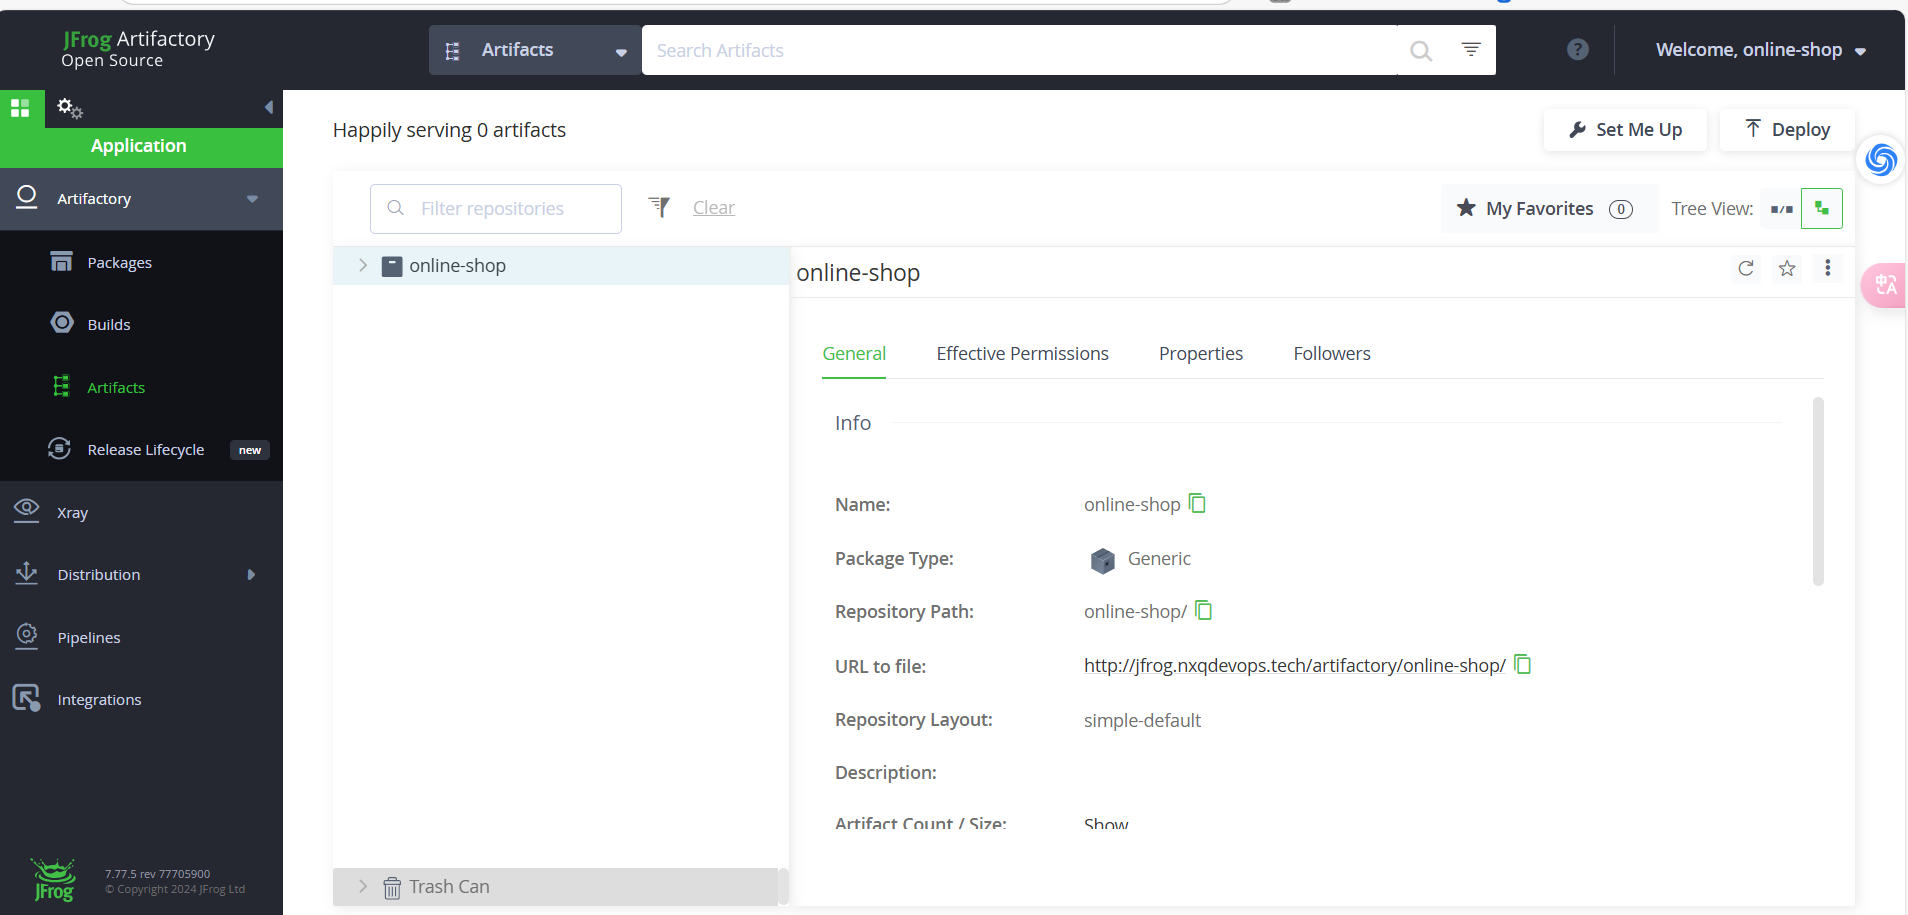 JFrog Artifactory
Open Source
Artifacts
Search Artifacts
?
Welcome, online-shop
Application
Artifactory
Packages
Builds
Artifacts
Release Lifecycle new
Xray
Distribution
Pipelines
Integrations
JFrog
7.77.5 rev 77705900
© Copyright 2024 JFrog Ltd
Happily serving 0 artifacts
Set Me Up
Deploy
Filter repositories
Clear
My Favorites 0
Tree View:
online-shop
Trash Can
online-shop
General Effective Permissions Properties Followers
Info
Name: online-shop
Package Type: Generic
Repository Path: online-shop/
URL to file: http://jfrog.nxqdevops.tech/artifactory/online-shop/
Repository Layout: simple-default
Description:
Artifact Count / Size: Show
中A